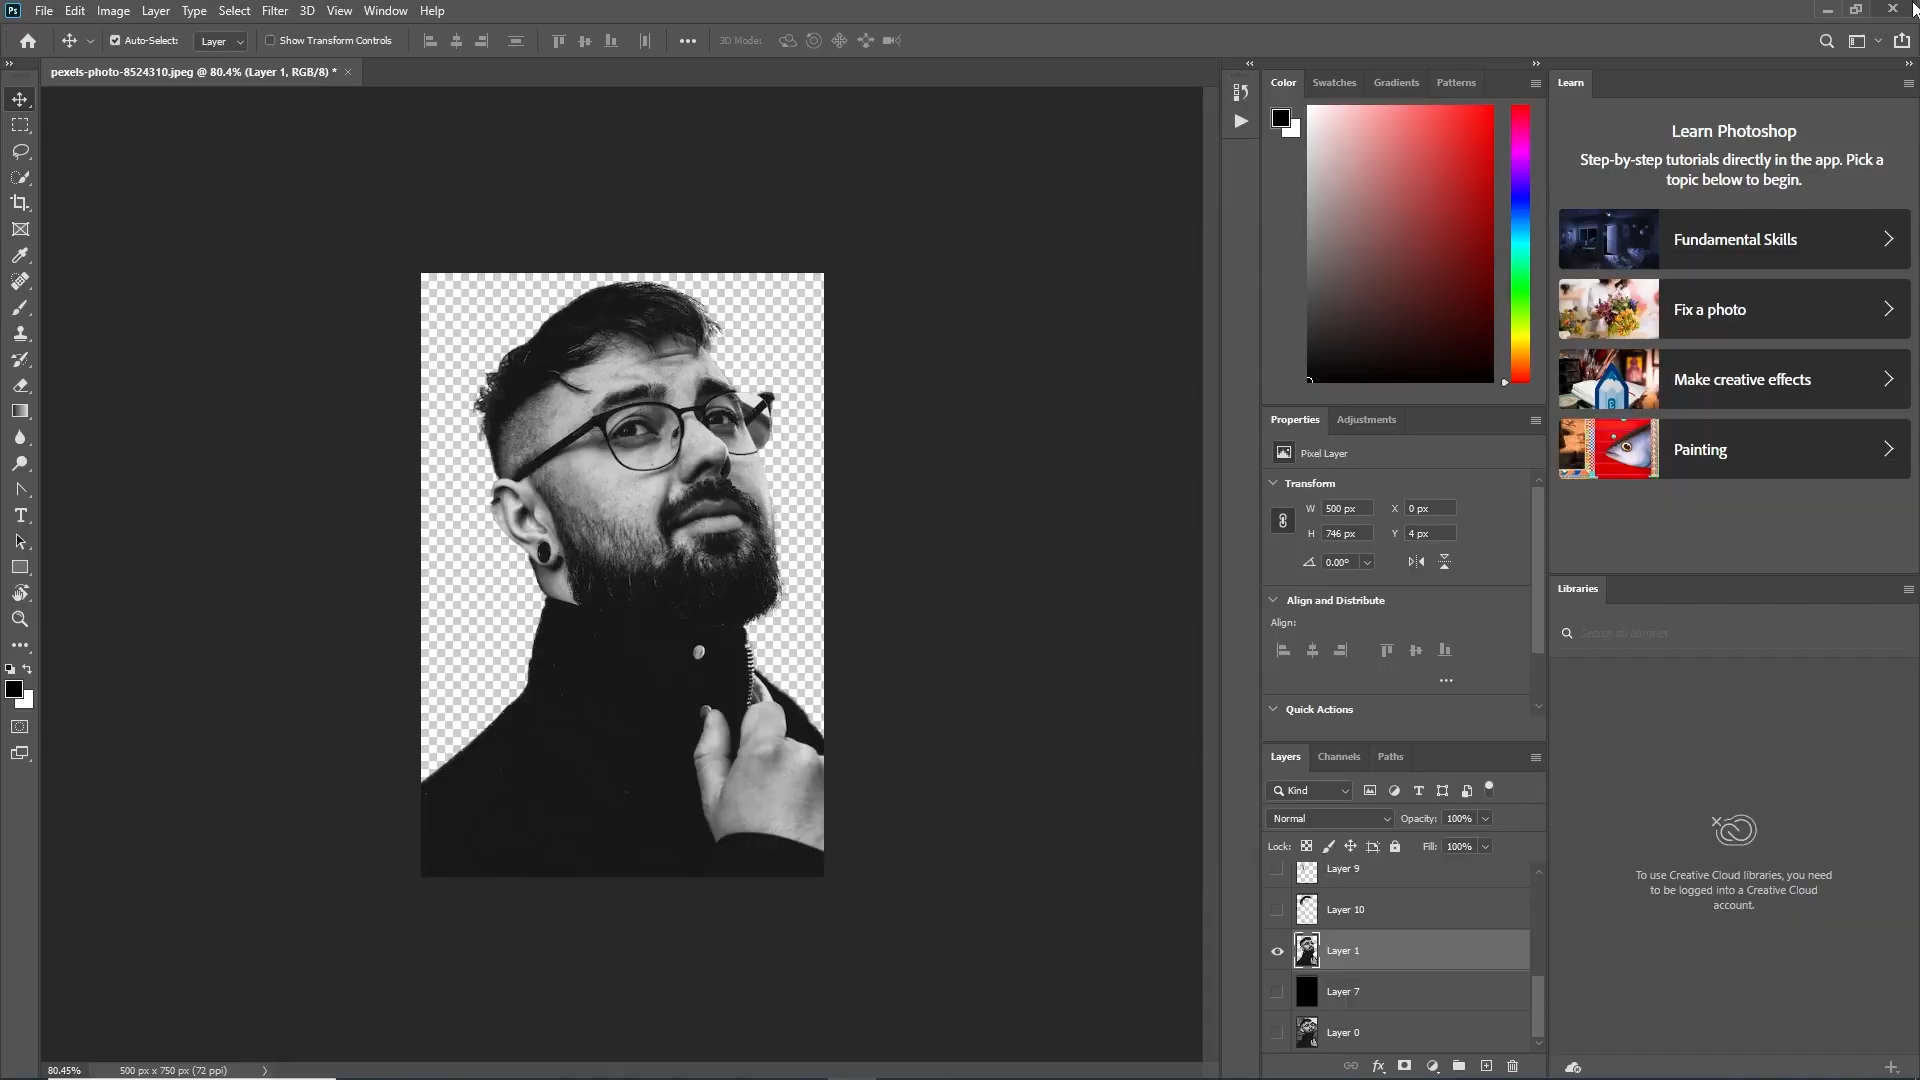 Ps File Edit Image Layer Type Select Filter 3D View Window Help
Auto-Select: Layer Show Transform Controls 3D Mode:
pexels-photo-8524310.jpeg @ 80.4% (Layer 1, RGB/8) *
Color Swatches Gradients Patterns
Properties Adjustments
Pixel Layer
Transform
W 500 px X 0 px
H 746 px Y 4 px
0.00°
Align and Distribute
Align:
Quick Actions
Layers Channels Paths
Kind
Normal Opacity: 100%
Lock: Fill: 100%
Layer 9
Layer 10
Layer 1
Layer 7
Layer 0
fx
Learn
Learn Photoshop
Step-by-step tutorials directly in the app. Pick a
topic below to begin.
Fundamental Skills
Fix a photo
Make creative effects
Painting
Libraries
Search all libraries
To use Creative Cloud libraries, you need
to be logged into a Creative Cloud
account.
80.45% 500 px x 750 px (72 ppi)